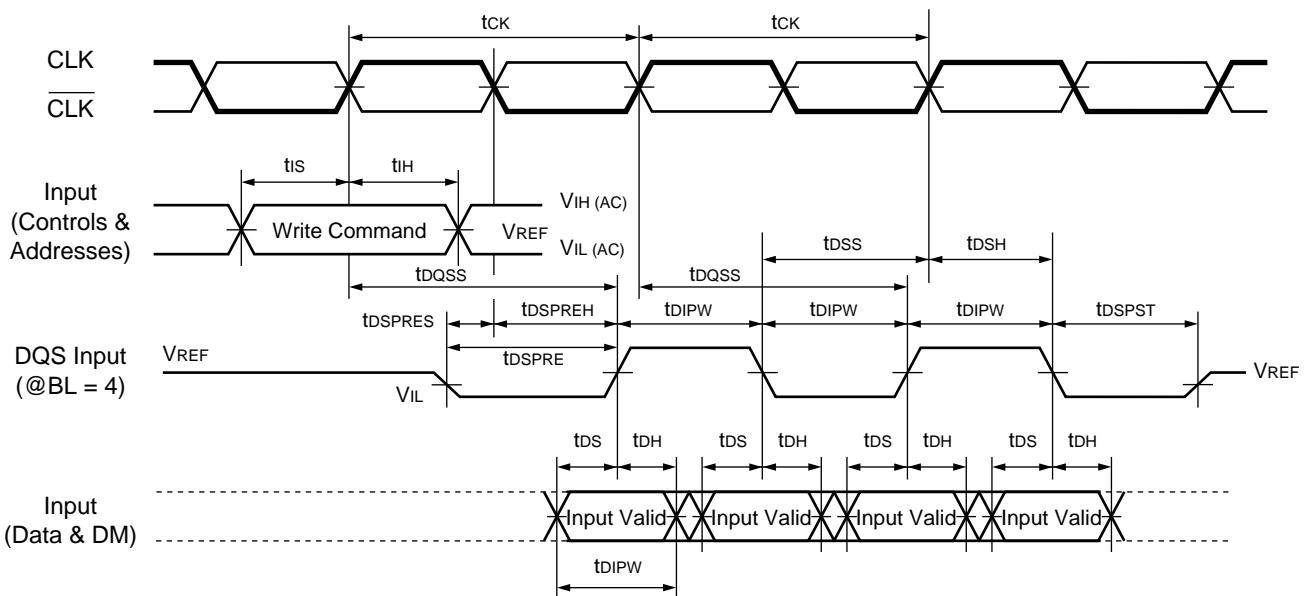 tCK tCK
CLK
CLK
tIS tIH
Input
(Controls &
Addresses)
Write Command
VIH (AC)
VREF
VIL (AC)
tDSS tDSH
tDQSS tDQSS
tDSPRES tDSPREH tDIPW tDIPW tDIPW tDSPST
tDSPRE
DQS Input
(@BL = 4)
VREF
VIL
VREF
tDS tDH tDS tDH tDS tDH tDS tDH
Input
(Data & DM)
Input Valid Input Valid Input Valid Input Valid
tDIPW